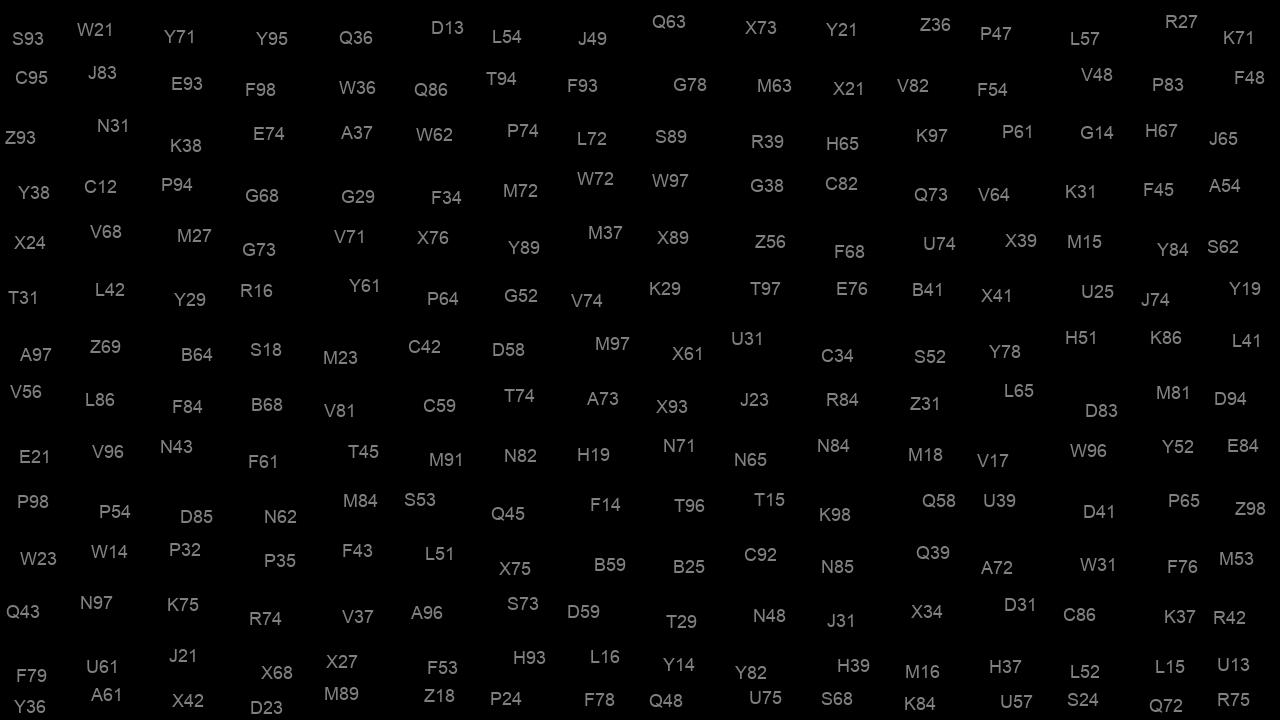 S93 W21 Y71 Y95 Q36 D13 L54 J49 Q63 X73 Y21 Z36 P47 L57 R27 K71
C95 J83 E93 F98 W36 Q86 T94 F93 G78 M63 X21 V82 F54 V48 P83 F48
Z93 N31 K38 E74 A37 W62 P74 L72 S89 R39 H65 K97 P61 G14 H67 J65
Y38 C12 P94 G68 G29 F34 M72 W72 W97 G38 C82 Q73 V64 K31 F45 A54
X24 V68 M27 G73 V71 X76 Y89 M37 X89 Z56 F68 U74 X39 M15 Y84 S62
T31 L42 Y29 R16 Y61 P64 G52 V74 K29 T97 E76 B41 X41 U25 J74 Y19
A97 Z69 B64 S18 M23 C42 D58 M97 X61 U31 C34 S52 Y78 H51 K86 L41
V56 L86 F84 B68 V81 C59 T74 A73 X93 J23 R84 Z31 L65 D83 M81 D94
E21 V96 N43 F61 T45 M91 N82 H19 N71 N65 N84 M18 V17 W96 Y52 E84
P98 P54 D85 N62 M84 S53 Q45 F14 T96 T15 K98 Q58 U39 D41 P65 Z98
W23 W14 P32 P35 F43 L51 X75 B59 B25 C92 N85 Q39 A72 W31 F76 M53
Q43 N97 K75 R74 V37 A96 S73 D59 T29 N48 J31 X34 D31 C86 K37 R42
F79 U61 J21 X68 X27 F53 H93 L16 Y14 Y82 H39 M16 H37 L52 L15 U13
Y36 A61 X42 D23 M89 Z18 P24 F78 Q48 U75 S68 K84 U57 S24 Q72 R75